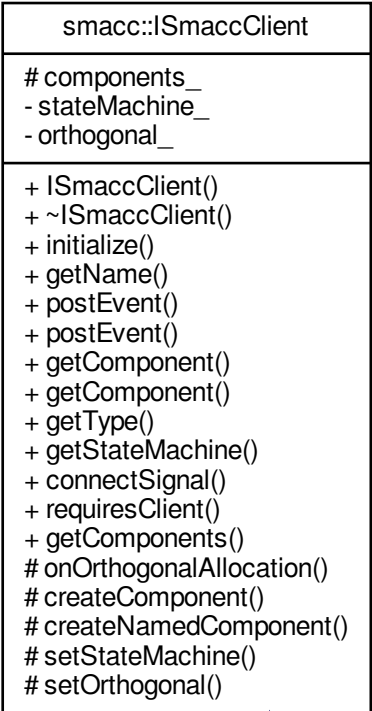 smacc::ISmaccClient
# components_
- stateMachine_
- orthogonal_
+ ISmaccClient()
+ ~ISmaccClient()
+ initialize()
+ getName()
+ postEvent()
+ postEvent()
+ getComponent()
+ getComponent()
+ getType()
+ getStateMachine()
+ connectSignal()
+ requiresClient()
+ getComponents()
# onOrthogonalAllocation()
# createComponent()
# createNamedComponent()
# setStateMachine()
# setOrthogonal()